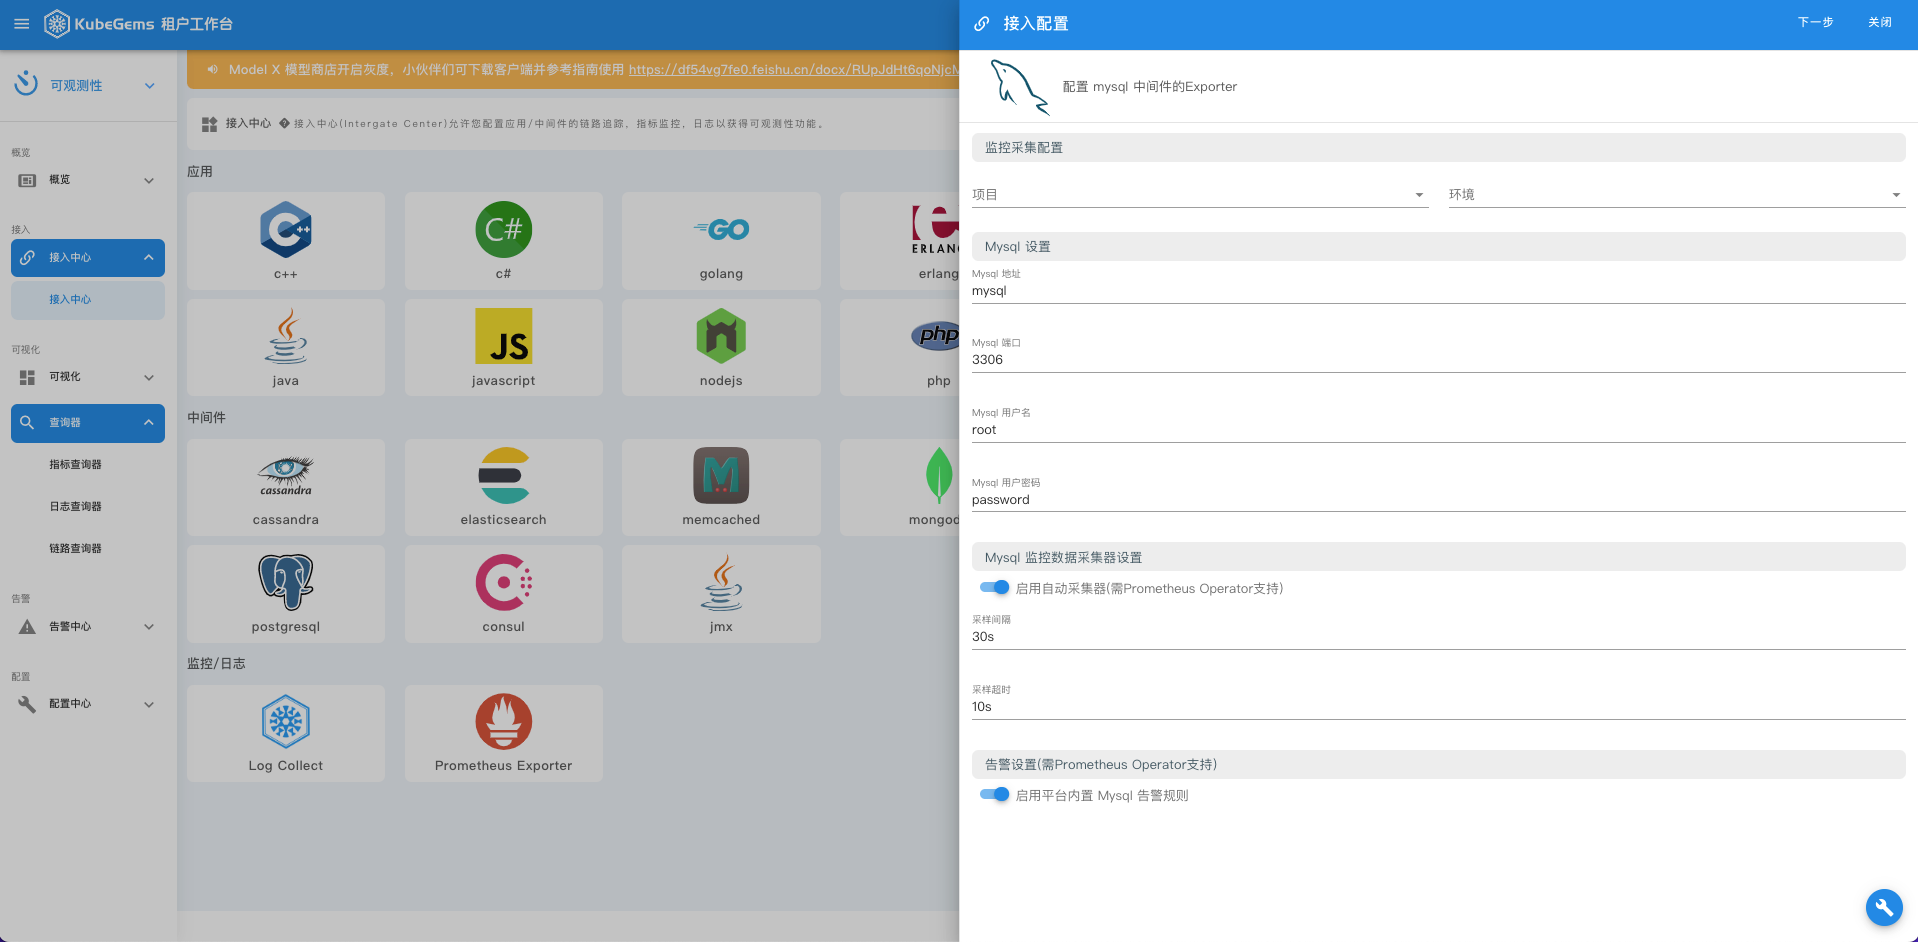 KubeGems 租户工作台
可观测性
概览
概览
接入
接入中心
接入中心
可视化
可视化
查询器
指标查询器
日志查询器
链路查询器
告警
告警中心
配置
配置中心
Model X 模型商店开启灰度，小伙伴们可下载客户端并参考指南使用 https://df54vg7fe0.feishu.cn/docx/RUpJdHt6qoNjcM
接入中心 � 接入中心(Intergate Center)允许您配置应用/中间件的链路追踪，指标监控，日志以获得可观测性功能。
应用
C++
c++
C#
c#
GO
golang
ERLANG
erlang
java
JS
javascript
nodejs
php
php
中间件
cassandra
cassandra
elasticsearch
M
memcached
mongod
postgresql
consul
jmx
监控/日志
Log Collect
Prometheus Exporter
接入配置
下一步
关闭
配置 mysql 中间件的Exporter
监控采集配置
项目
环境
Mysql 设置
Mysql 地址
mysql
Mysql 端口
3306
Mysql 用户名
root
Mysql 用户密码
password
Mysql 监控数据采集器设置
启用自动采集器(需Prometheus Operator支持)
采样间隔
30s
采样超时
10s
告警设置(需Prometheus Operator支持)
启用平台内置 Mysql 告警规则